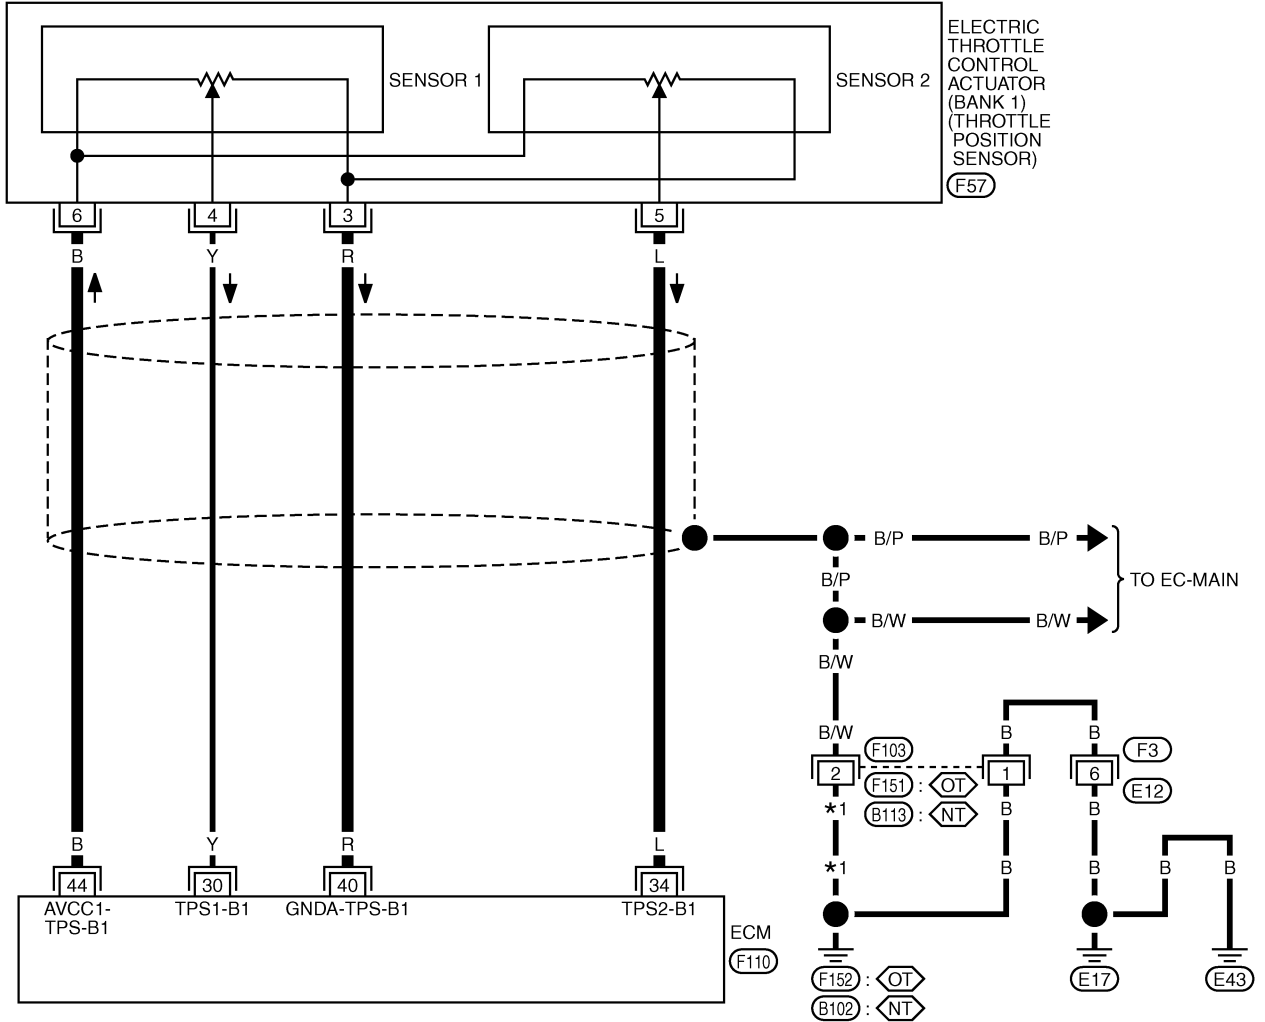 ELECTRIC
THROTTLE
CONTROL
ACTUATOR
(BANK 1)
(THROTTLE
POSITION
SENSOR)
F57
SENSOR 1
SENSOR 2
6 4 3 5
B Y R L
B/P B/P
TO EC-MAIN
B/P
B/W B/W
B/W
B/W B B
F103 F3
2 1 6
F151 : OT E12
*1 B113 : NT B B
*1 B B B B
B Y R L
44 30 40 34
AVCC1-
TPS-B1
TPS1-B1
GNDA-TPS-B1
TPS2-B1
ECM
F110
F152 : OT E17 E43
B102 : NT